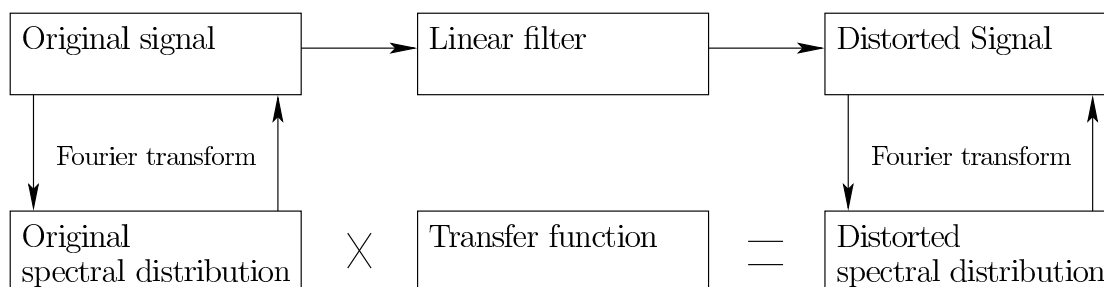 Original signal
Linear filter
Distorted Signal
Fourier transform
Fourier transform
Original
spectral distribution
×
Transfer function
=
Distorted
spectral distribution